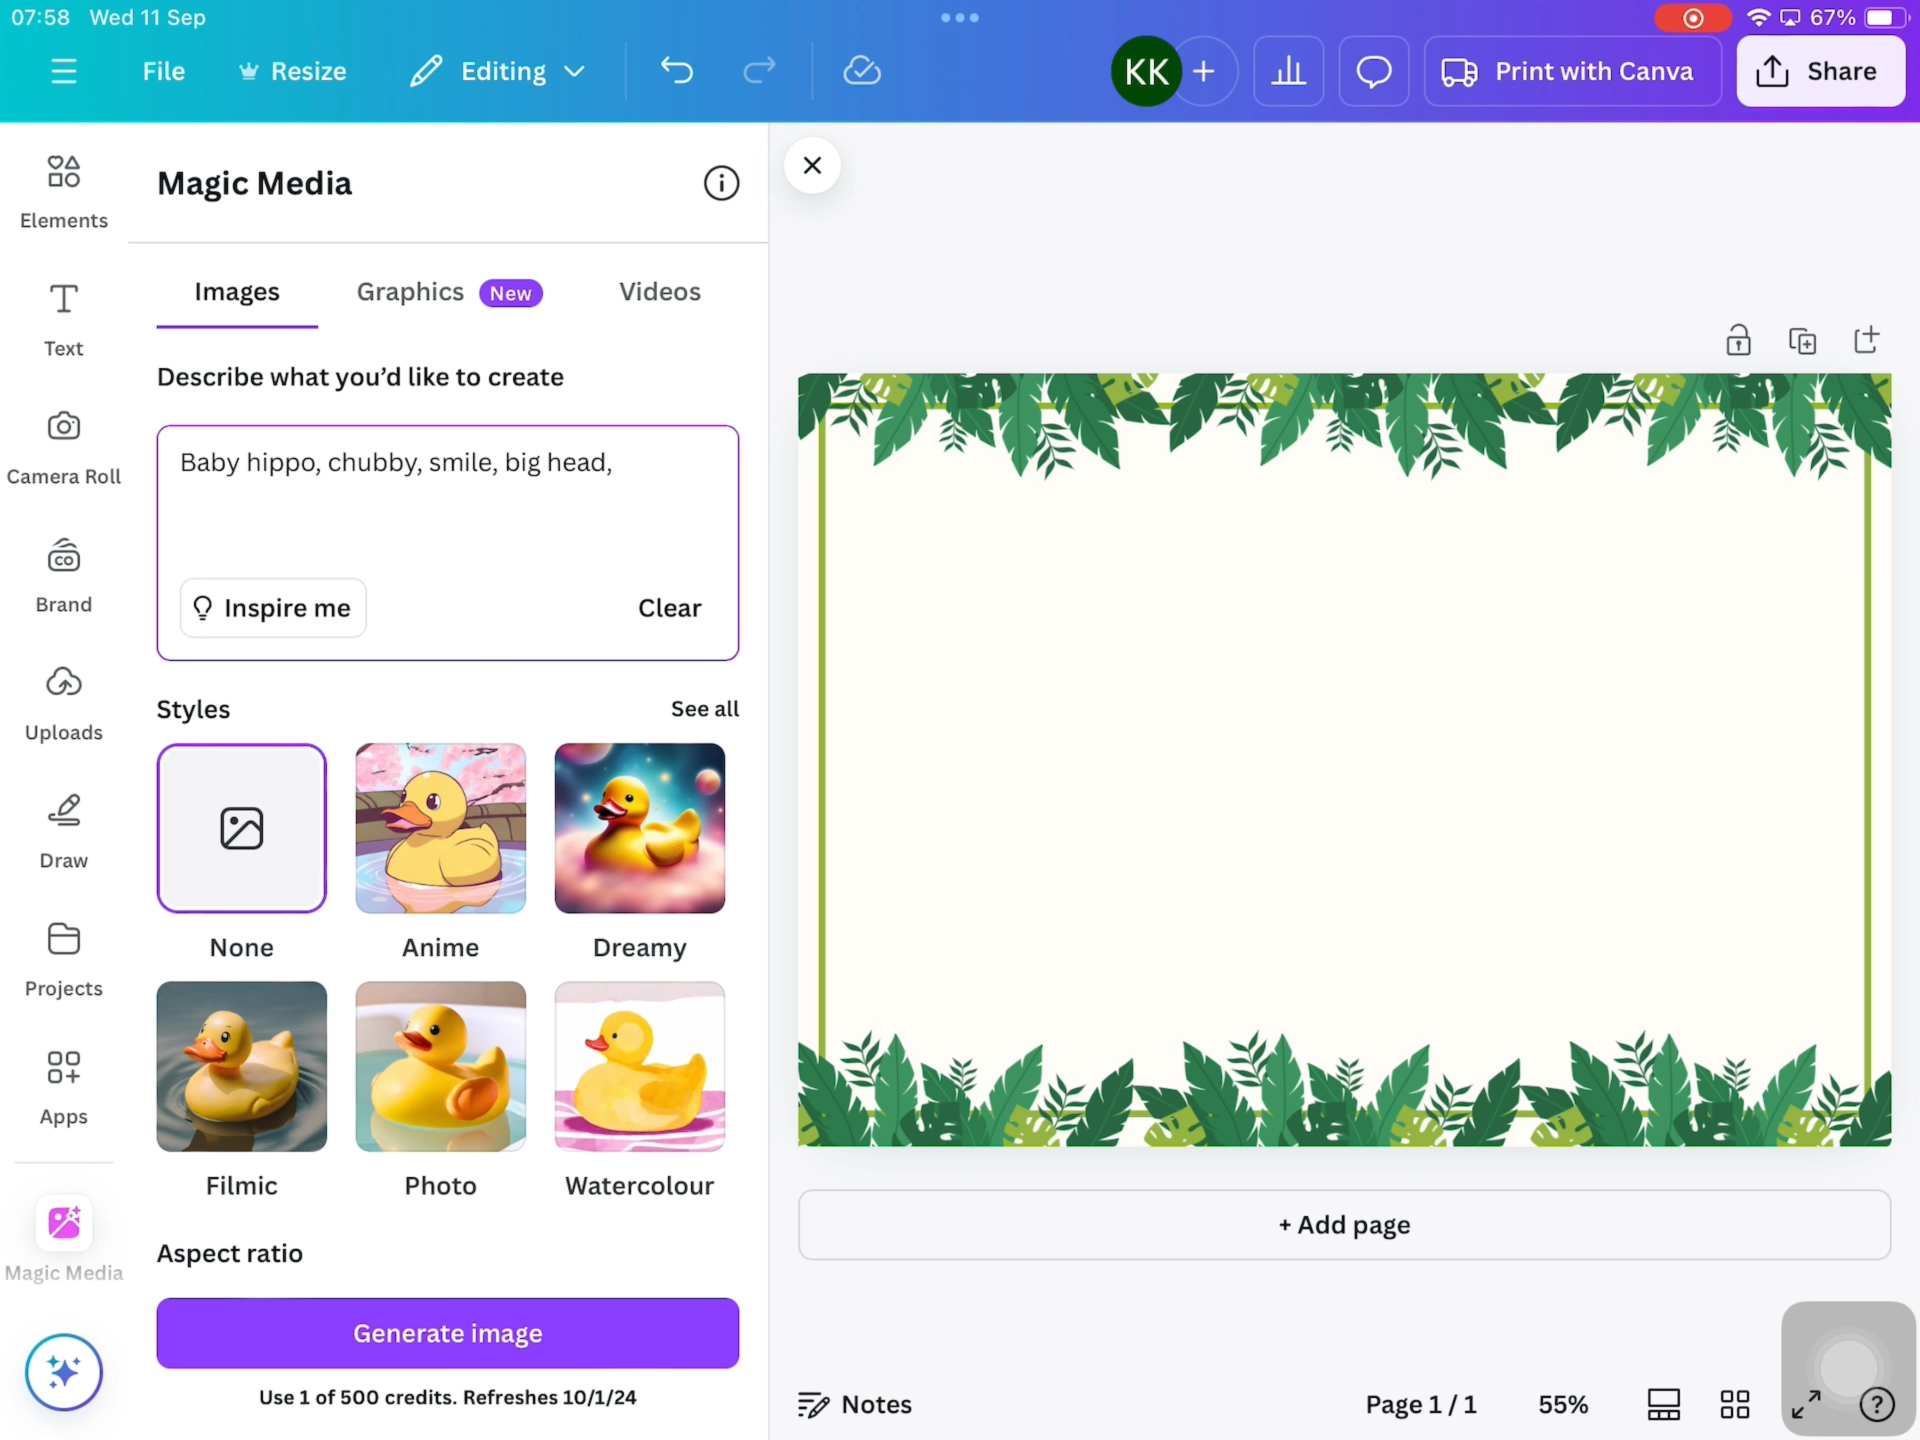 07:58 Wed 11 Sep
67%
File
Resize
Editing
KK
Print with Canva
Share
Elements
Text
Camera Roll
CO
Brand
Uploads
Draw
Projects
Apps
Magic Media
Magic Media
Images
Graphics New
Videos
Describe what you’d like to create
Baby hippo, chubby, smile, big head,
Inspire me
Clear
Styles
See all
None
Anime
Dreamy
Filmic
Photo
Watercolour
Aspect ratio
Generate image
Use 1 of 500 credits. Refreshes 10/1/24
+ Add page
Notes
Page 1 / 1
55%
?